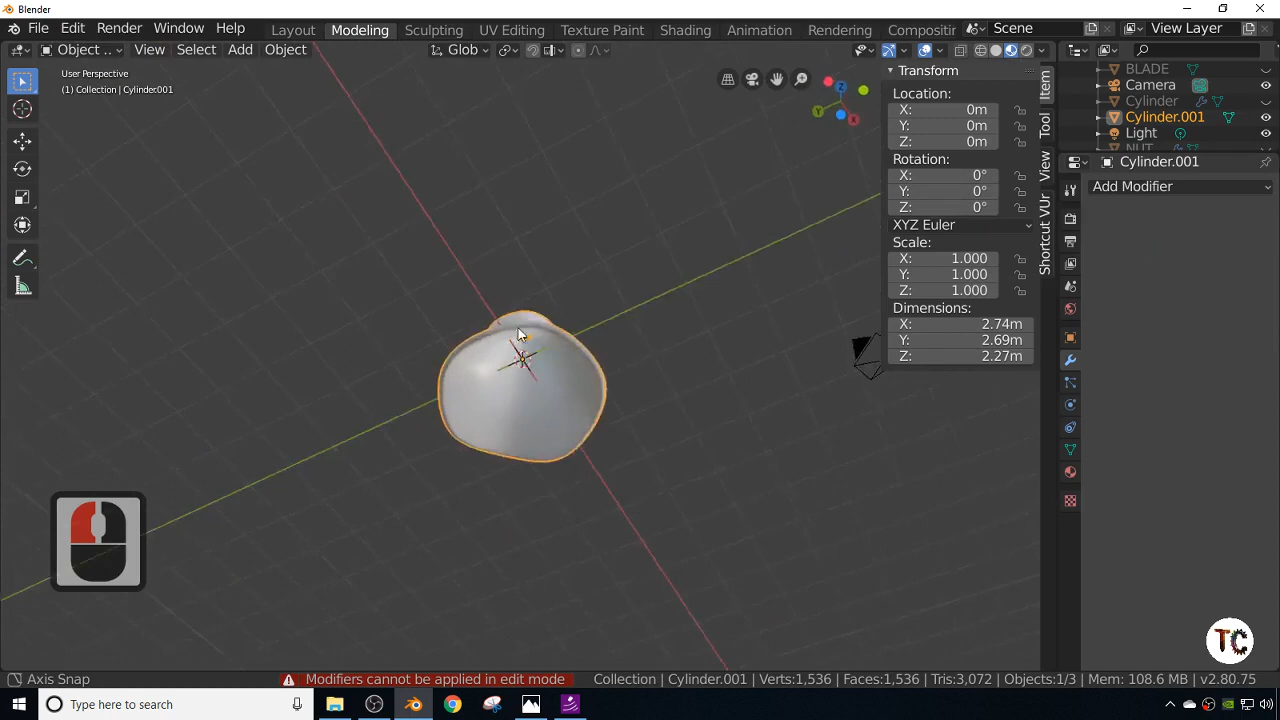 Blender
File Edit Render Window Help Layout Modeling Sculpting UV Editing Texture Paint Shading Animation Rendering Compositin Scene View Layer
Object .. View Select Add Object Glob
User Perspective
(1) Collection | Cylinder001
Transform
Location:
X: 0m
Y: 0m
Z: 0m
Rotation:
X: 0°
Y: 0°
Z: 0°
XYZ Euler
Scale:
X: 1.000
Y: 1.000
Z: 1.000
Dimensions:
X: 2.74m
Y: 2.69m
Z: 2.27m
Item
Tool
View
Shortcut VUr
BLADE
Camera
Cylinder
Cylinder.001
Light
NUT
Cylinder.001
Add Modifier
X
Y
Z
TC
Axis Snap Modifiers cannot be applied in edit mode Collection | Cylinder.001 | Verts:1,536 | Faces:1,536 | Tris:3,072 | Objects:1/3 | Mem: 108.6 MB | v2.80.75
Type here to search